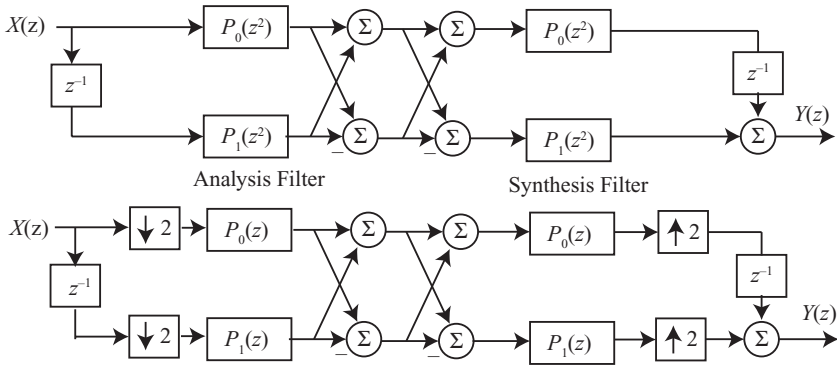 X(z)
P₀(z²)
Σ
Σ
P₀(z²)
z⁻¹
z⁻¹
P₁(z²)
–
Σ
–
Σ
P₁(z²)
Σ
Y(z)
Analysis Filter
Synthesis Filter
X(z)
↓ 2
P₀(z)
Σ
Σ
P₀(z)
↑ 2
z⁻¹
z⁻¹
↓ 2
P₁(z)
–
Σ
–
Σ
P₁(z)
↑ 2
Σ
Y(z)